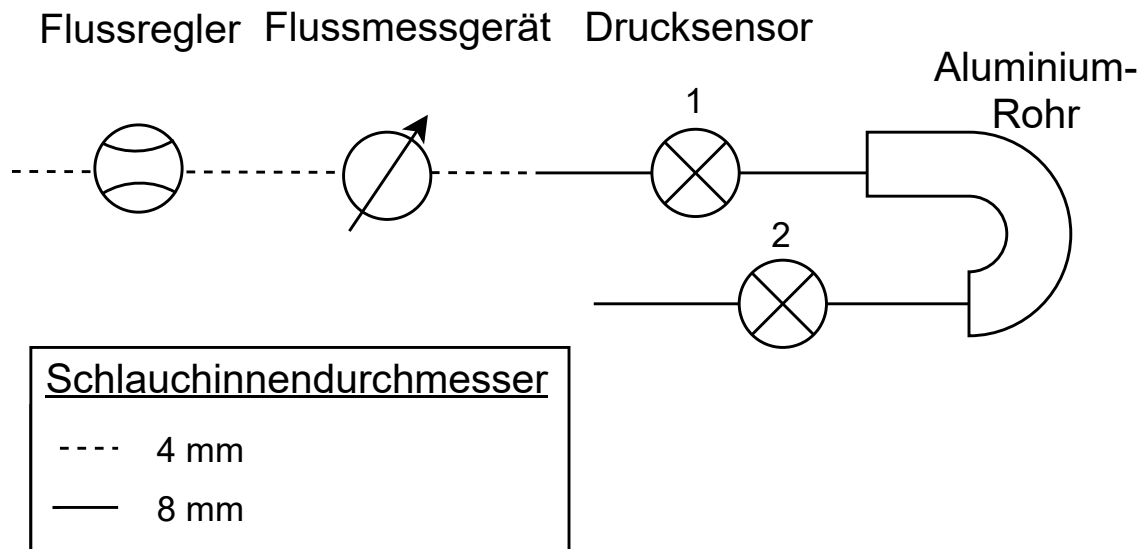 Flussregler Flussmessgerät Drucksensor
Aluminium-
Rohr
1
2
Schlauchinnendurchmesser
4 mm
8 mm